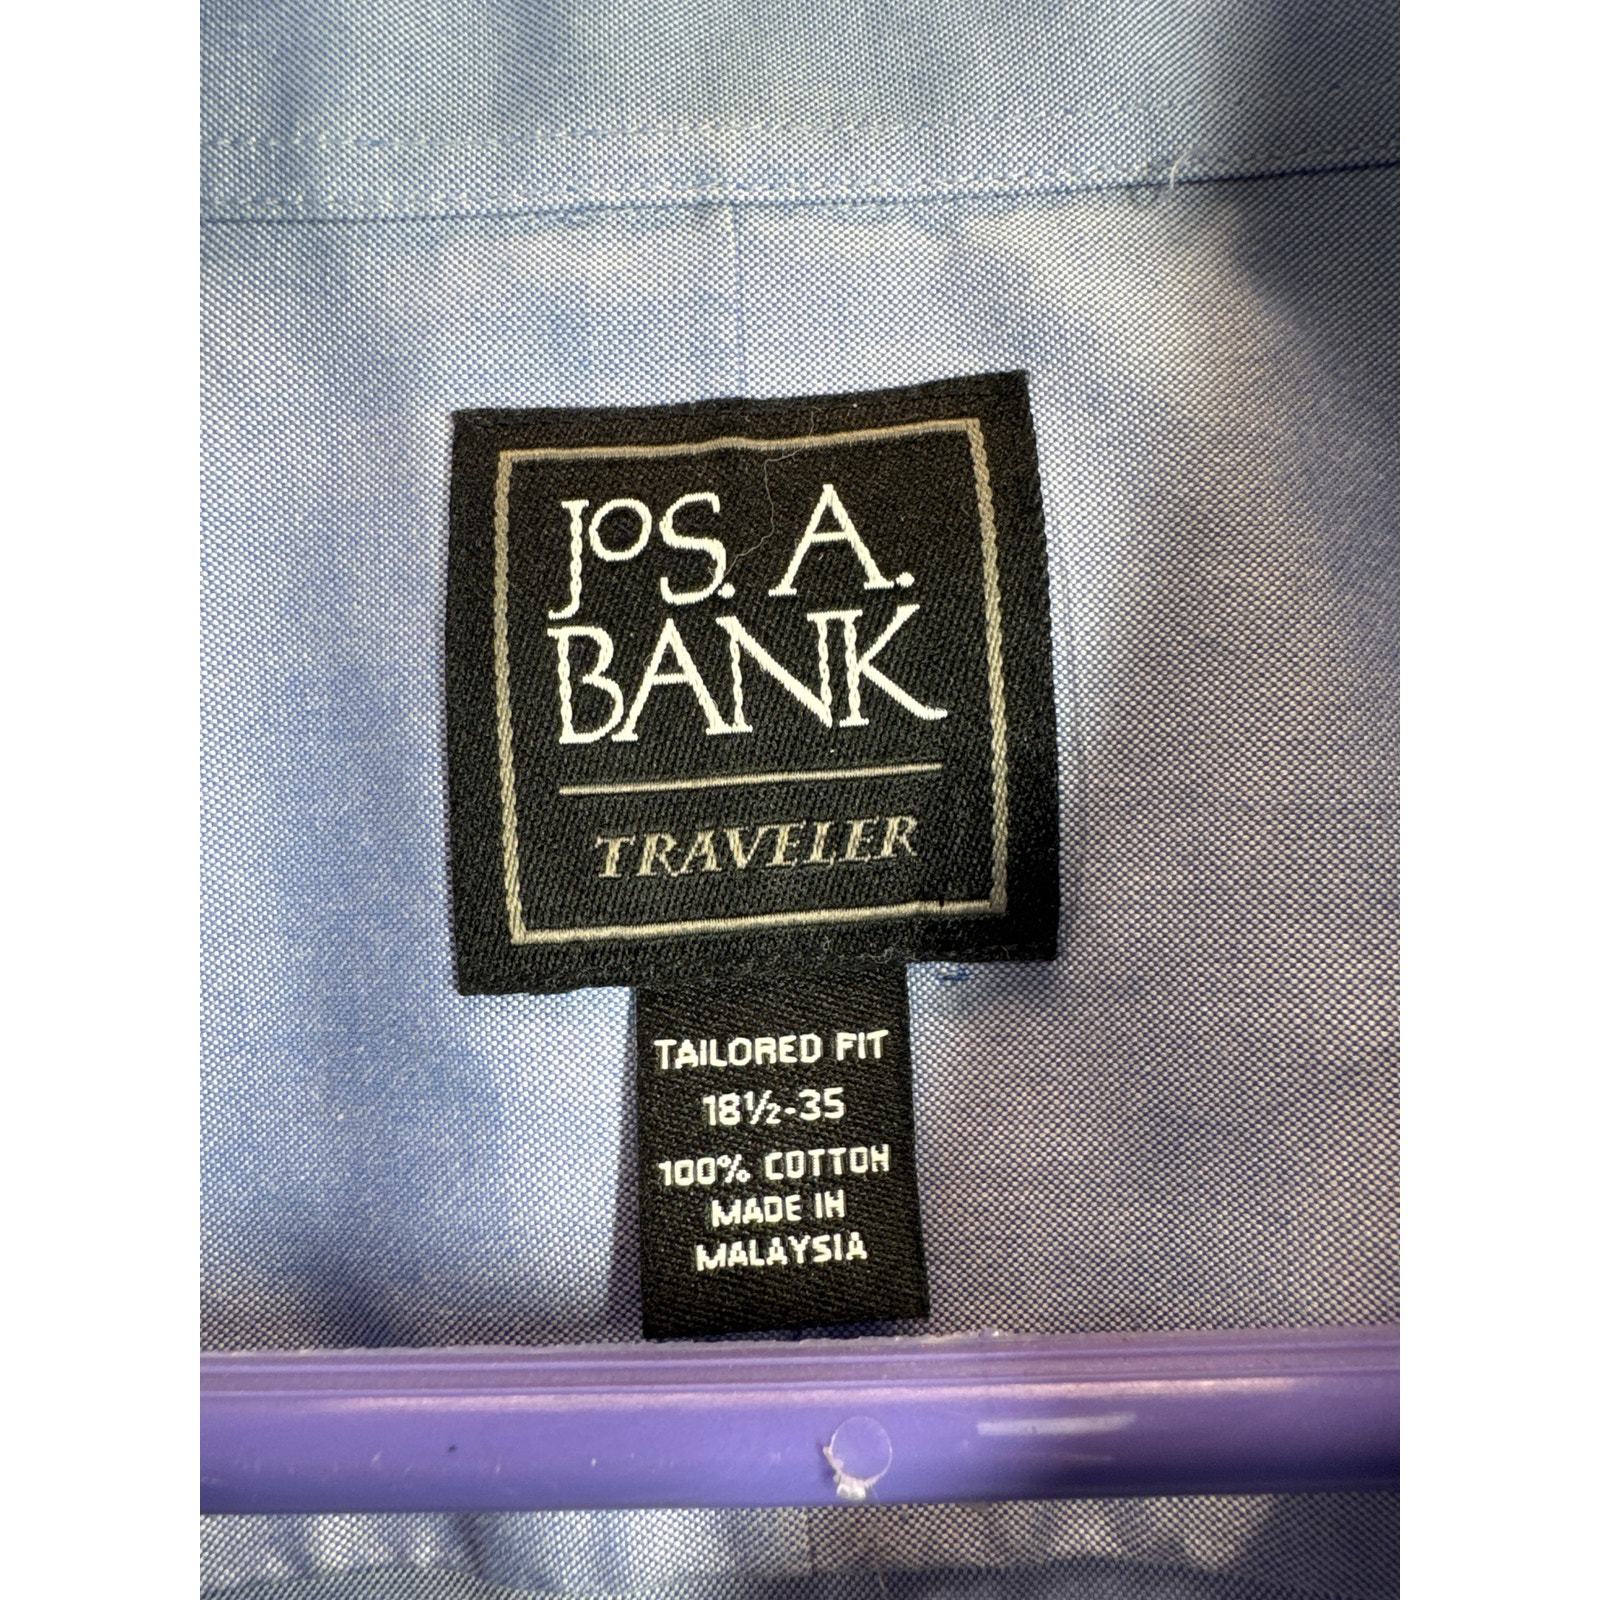 JOS. A.
BANK
TRAVELER
TAILORED FIT
18½-35
100% COTTON
MADE IN
MALAYSIA